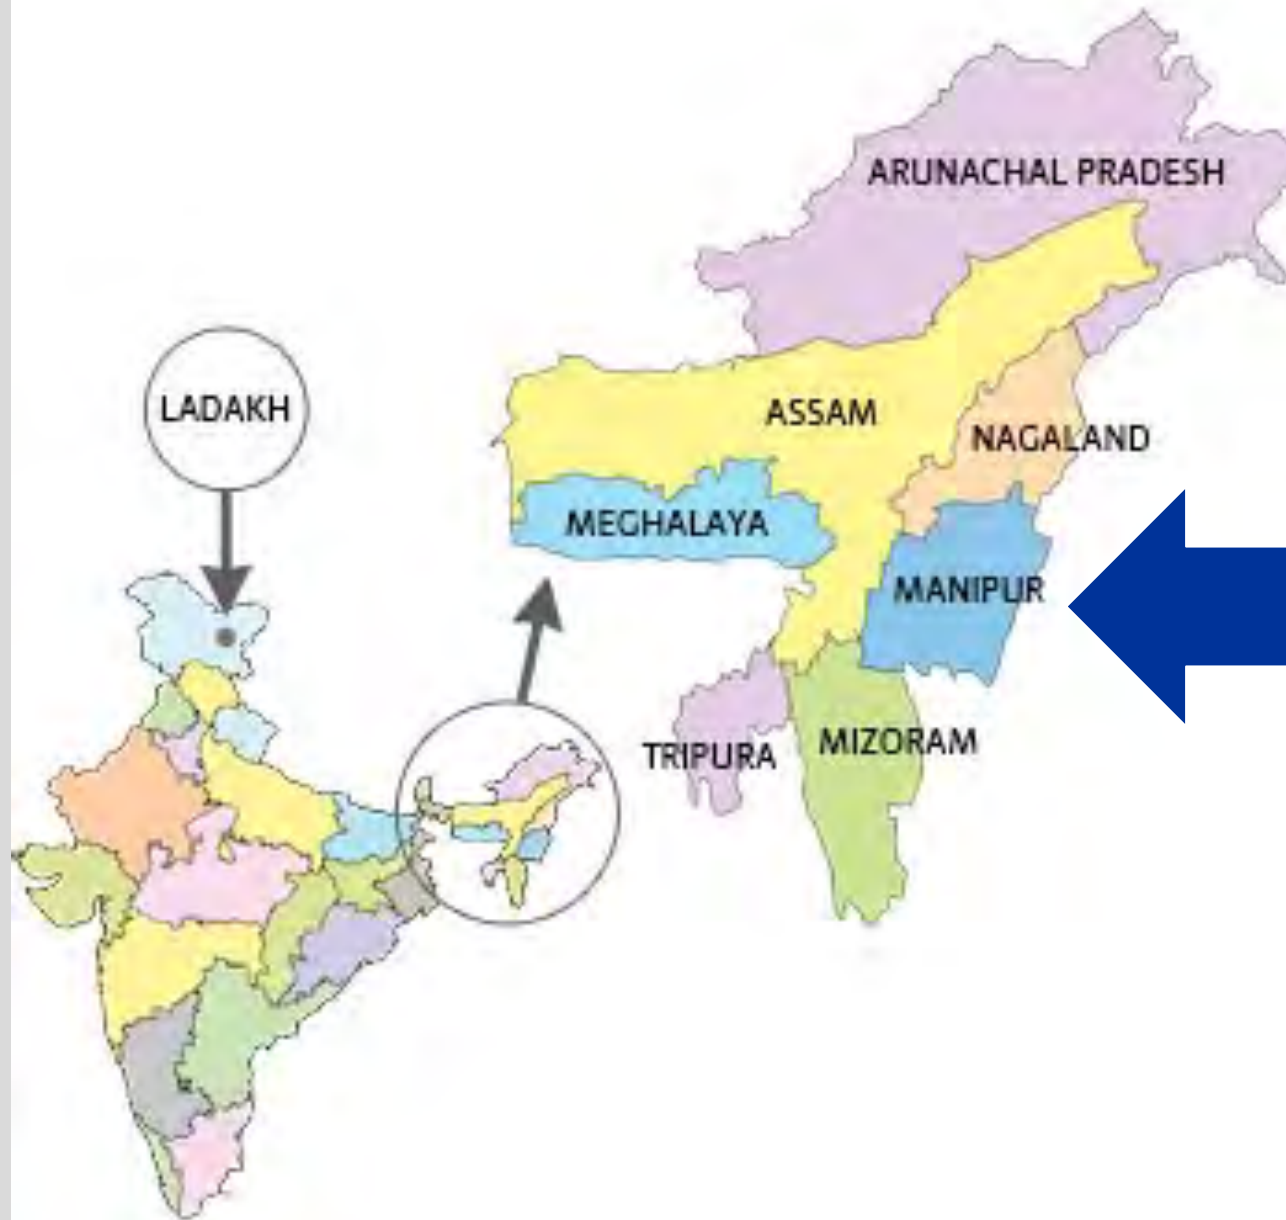 ARUNACHAL PRADESH
LADAKH
ASSAM
NAGALAND
MEGHALAYA
MANIPUR
TRIPURA
MIZORAM